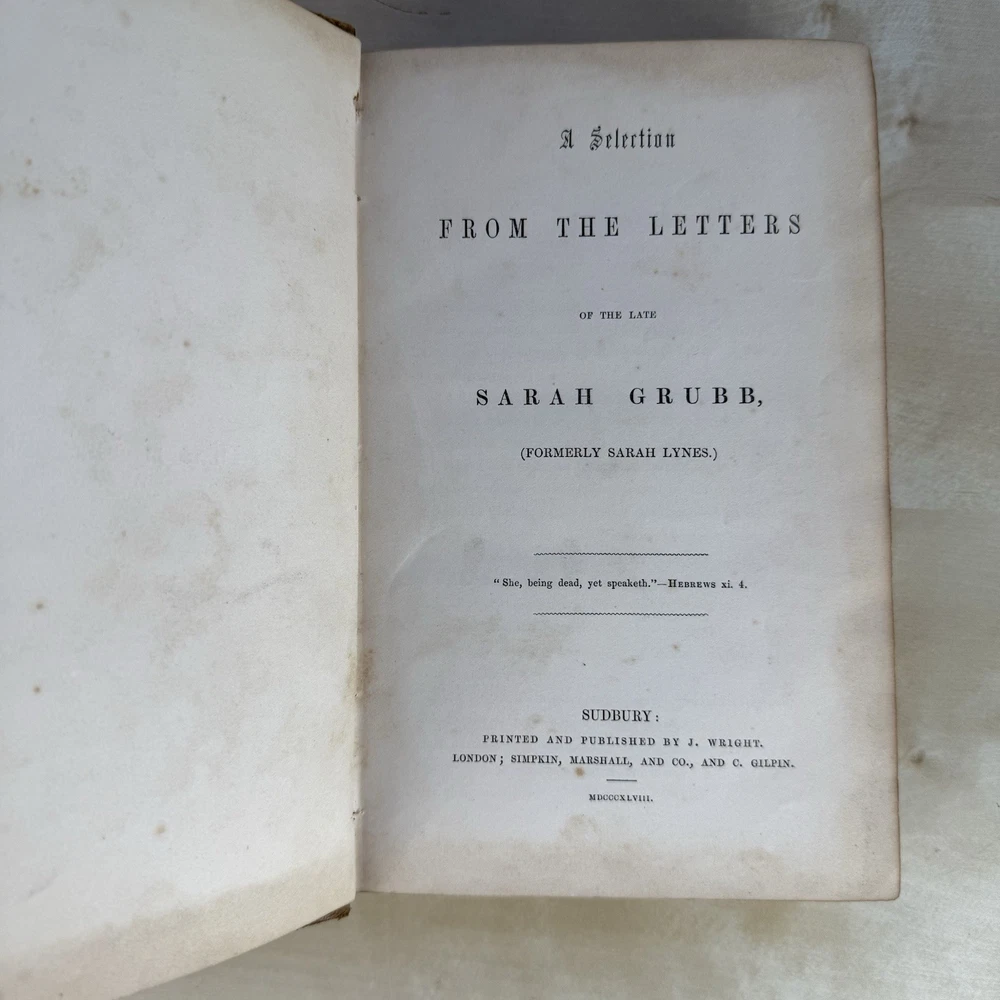 A Selection
FROM THE LETTERS
OF THE LATE
SARAH GRUBB,
(FORMERLY SARAH LYNES.)
"She, being dead, yet speaketh."—HEBREWS xi. 4.
SUDBURY:
PRINTED AND PUBLISHED BY J. WRIGHT.
LONDON; SIMPKIN, MARSHALL, AND CO., AND C. GILPIN.
MDCCCXLVIII.